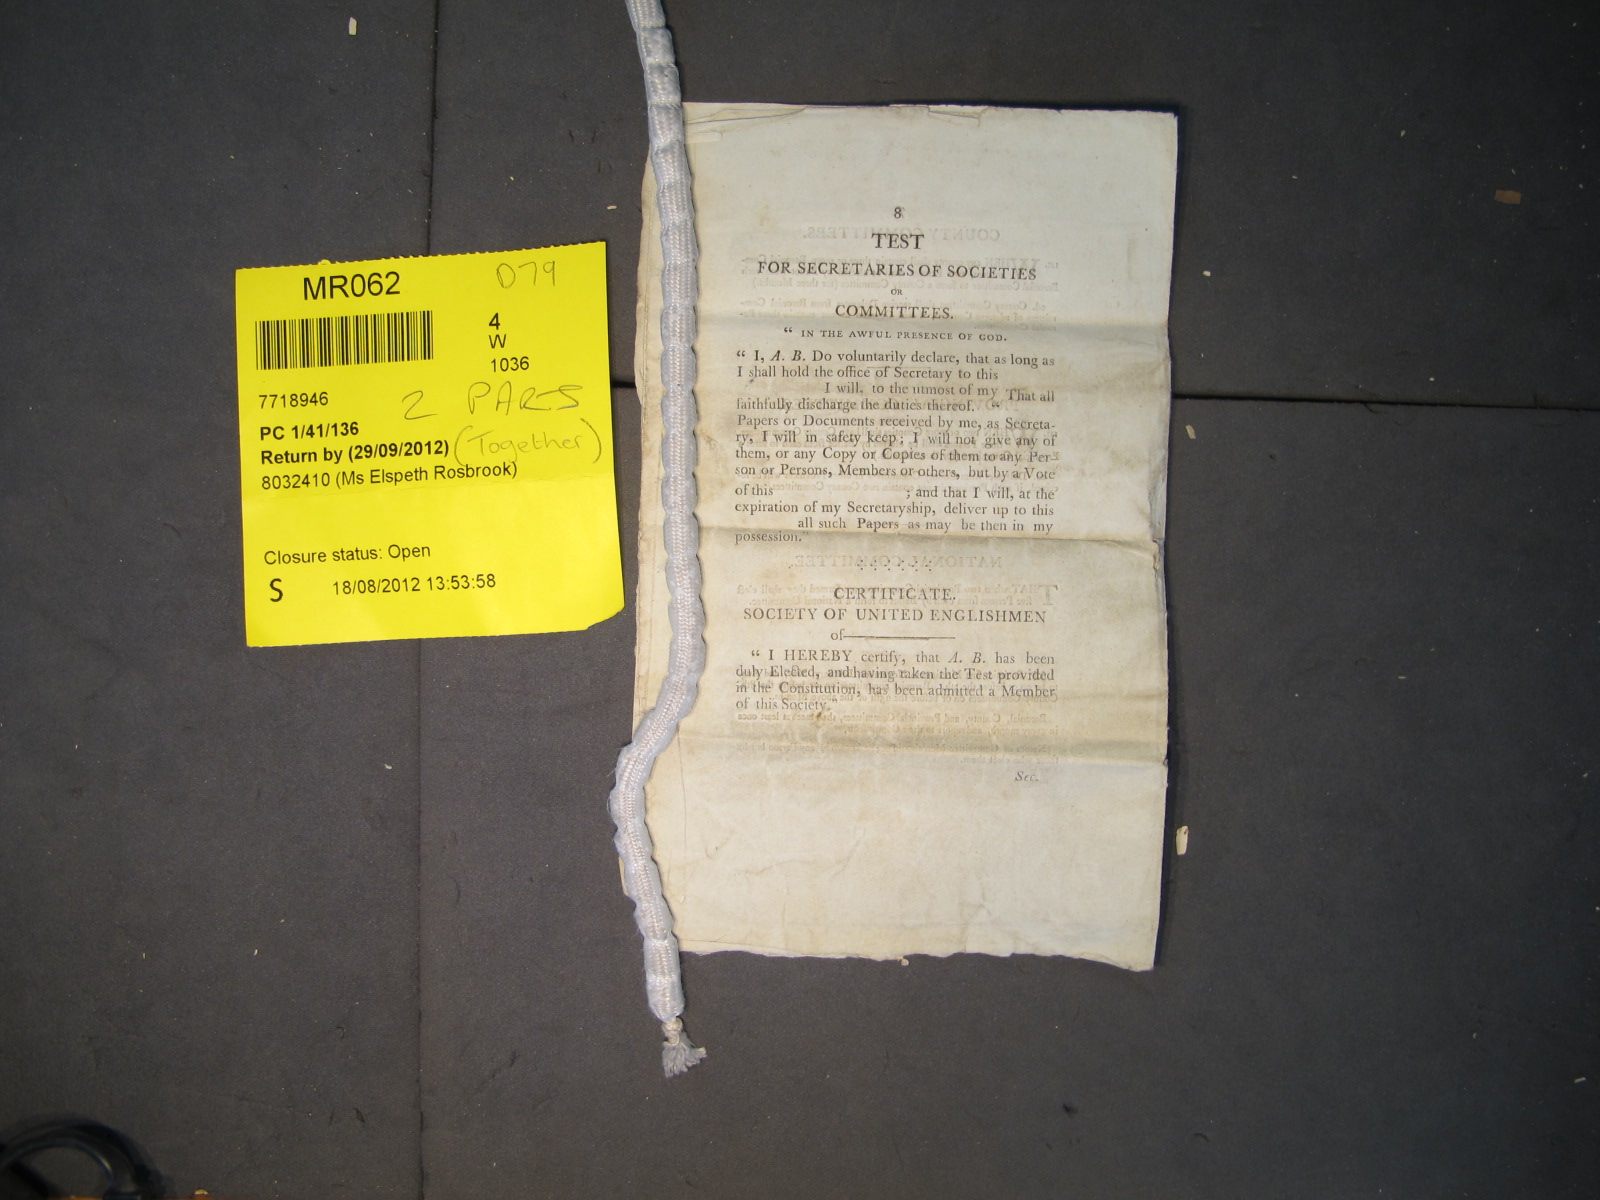 MR062
D79
4
W
1036
7718946
2 PARTS
PC 1/41/136
Return by (29/09/2012) (Together)
8032410 (Ms Elspeth Rosbrook)
Closure status: Open
S 18/08/2012 13:53:58
8
TEST
FOR SECRETARIES OF SOCIETIES
OR
COMMITTEES.
“ IN THE AWFUL PRESENCE OF GOD.
“ I, A. B. Do voluntarily declare, that as long as
I shall hold the office of Secretary to this
I will, to the utmost of my
faithfully discharge the duties thereof. “ That all
Papers or Documents received by me, as Secreta-
ry, I will in safety keep; I will not give any of
them, or any Copy or Copies of them to any Per-
son or Persons, Members or others, but by a Vote
of this ; and that I will, at the
expiration of my Secretaryship, deliver up to this
all such Papers as may be then in my
possession.”
CERTIFICATE.
SOCIETY OF UNITED ENGLISHMEN
of
“ I HEREBY certify, that A. B. has been
duly Elected, and having taken the Test provided
in the Constitution, has been admitted a Member
of this Society.”
Sec.